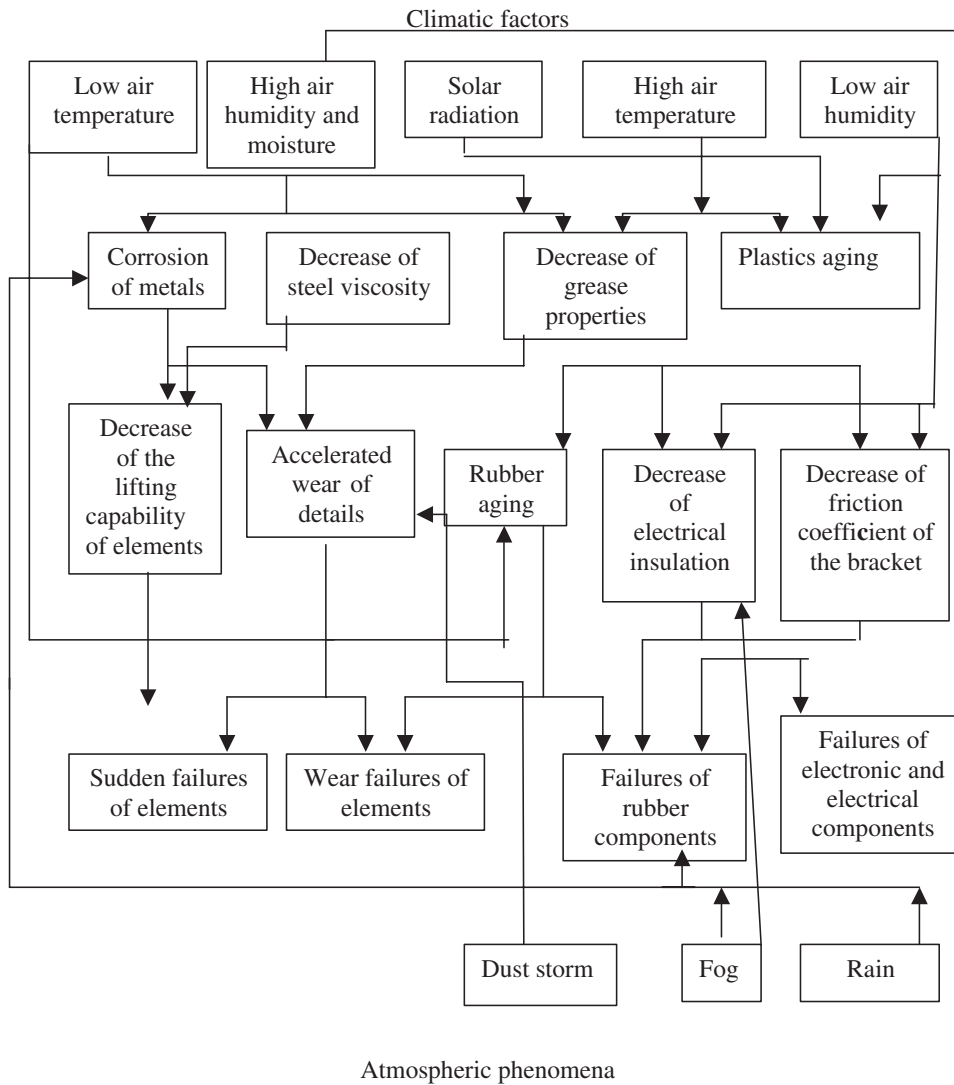 Climatic factors
Low air
temperature
High air
humidity and
moisture
Solar
radiation
High air
temperature
Low air
humidity
Corrosion
of metals
Decrease of
steel viscosity
Decrease of
grease
properties
Plastics aging
Decrease
of the
lifting
capability
of elements
Accelerated
wear of
details
Rubber
aging
Decrease
of
electrical
insulation
Decrease of
friction
coefficient of
the bracket
Sudden failures
of elements
Wear failures of
elements
Failures of
rubber
components
Failures of
electronic and
electrical
components
Dust storm
Fog
Rain
Atmospheric phenomena